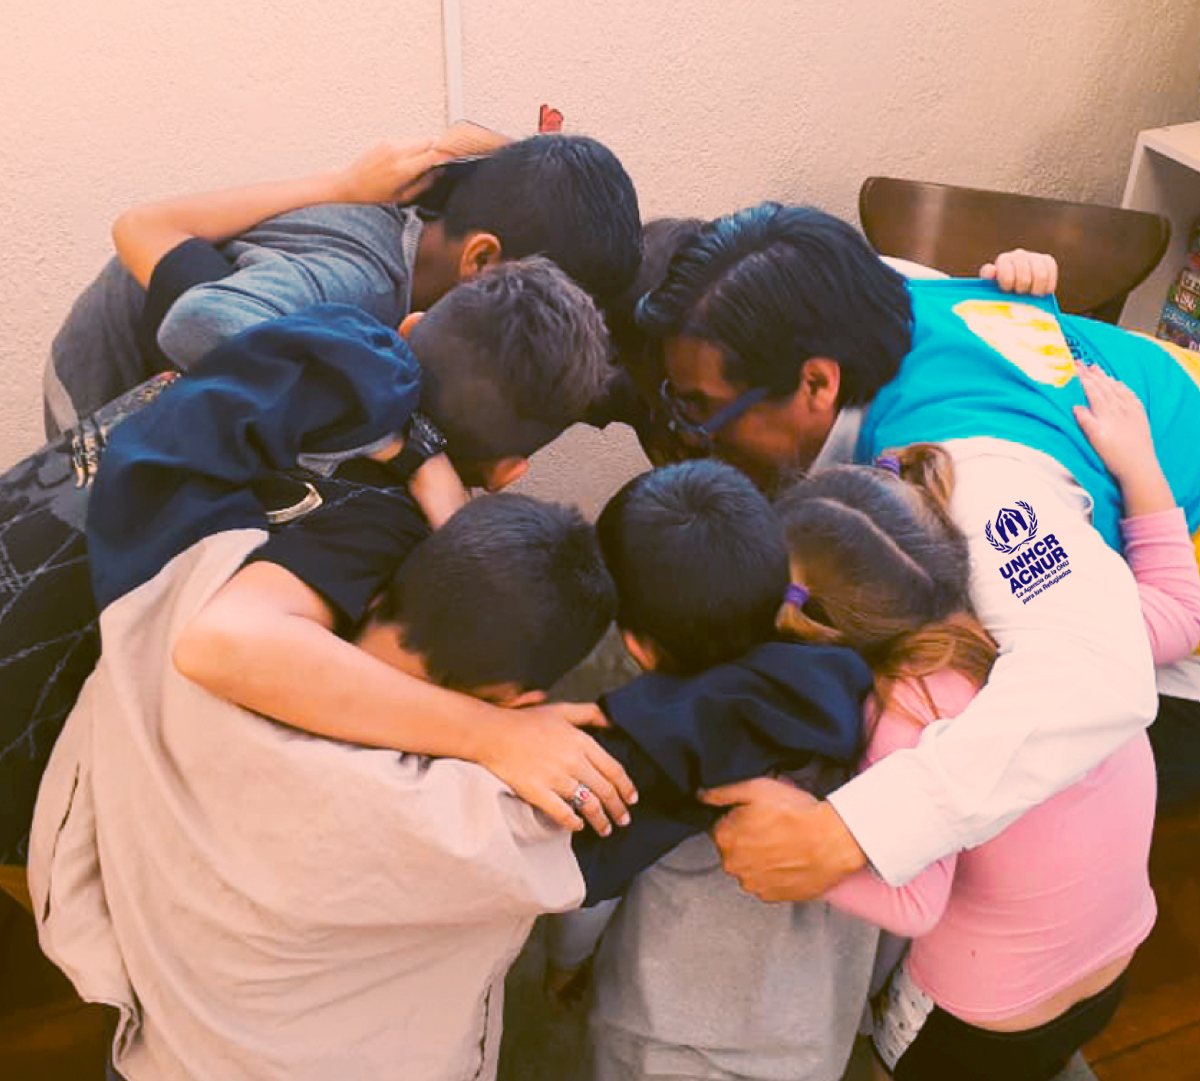 UNHCR
ACNUR
La Agencia de la ONU
para los Refugiados